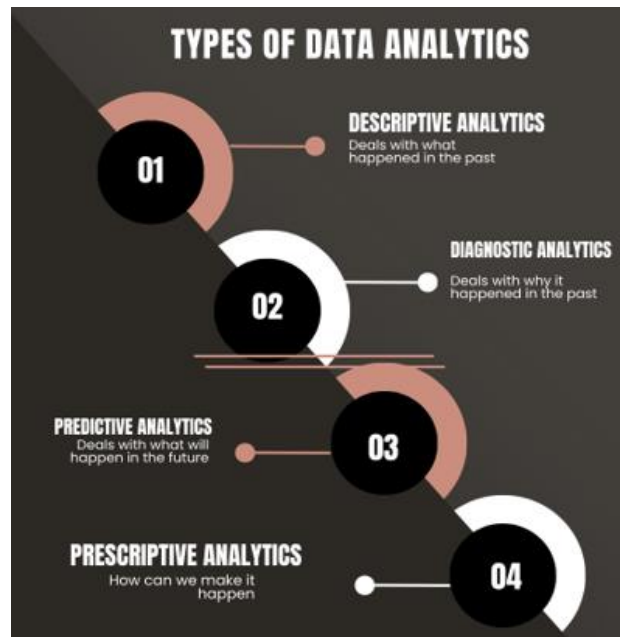 TYPES OF DATA ANALYTICS
01
DESCRIPTIVE ANALYTICS
Deals with what
happened in the past
02
DIAGNOSTIC ANALYTICS
Deals with why it
happened in the past
03
PREDICTIVE ANALYTICS
Deals with what will
happen in the future
04
PRESCRIPTIVE ANALYTICS
How can we make it
happen